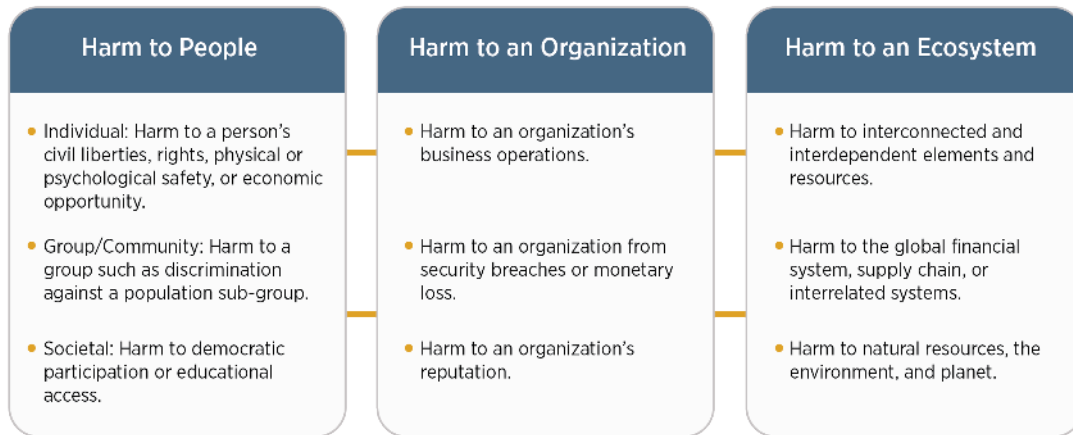 Harm to People
• Individual: Harm to a person's
civil liberties, rights, physical or
psychological safety, or economic
opportunity.
• Group/Community: Harm to a
group such as discrimination
against a population sub-group.
• Societal: Harm to democratic
participation or educational
access.
Harm to an Organization
• Harm to an organization's
business operations.
• Harm to an organization from
security breaches or monetary
loss.
• Harm to an organization's
reputation.
Harm to an Ecosystem
• Harm to interconnected and
interdependent elements and
resources.
• Harm to the global financial
system, supply chain, or
interrelated systems.
• Harm to natural resources, the
environment, and planet.